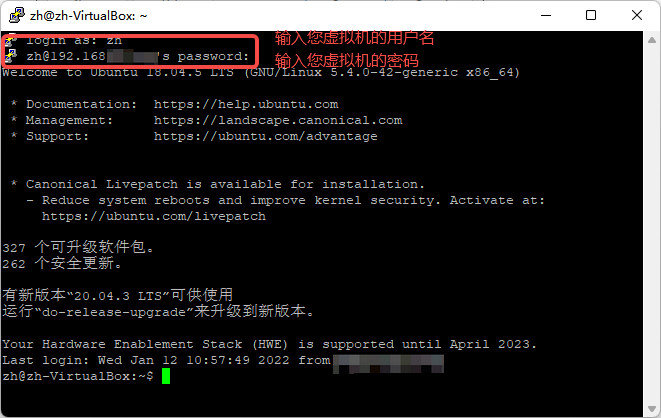 zh@zh-VirtualBox: ~
login as: zh 输入您虚拟机的用户名
zh@192.168 's password: 输入您虚拟机的密码
Welcome to Ubuntu 18.04.5 LTS (GNU/Linux 5.4.0-42-generic x86_64)
* Documentation: https://help.ubuntu.com
* Management: https://landscape.canonical.com
* Support: https://ubuntu.com/advantage
* Canonical Livepatch is available for installation.
- Reduce system reboots and improve kernel security. Activate at:
https://ubuntu.com/livepatch
327 个可升级软件包。
262 个安全更新。
有新版本“20.04.3 LTS”可供使用
运行“do-release-upgrade”来升级到新版本。
Your Hardware Enablement Stack (HWE) is supported until April 2023.
Last login: Wed Jan 12 10:57:49 2022 from
zh@zh-VirtualBox:~$